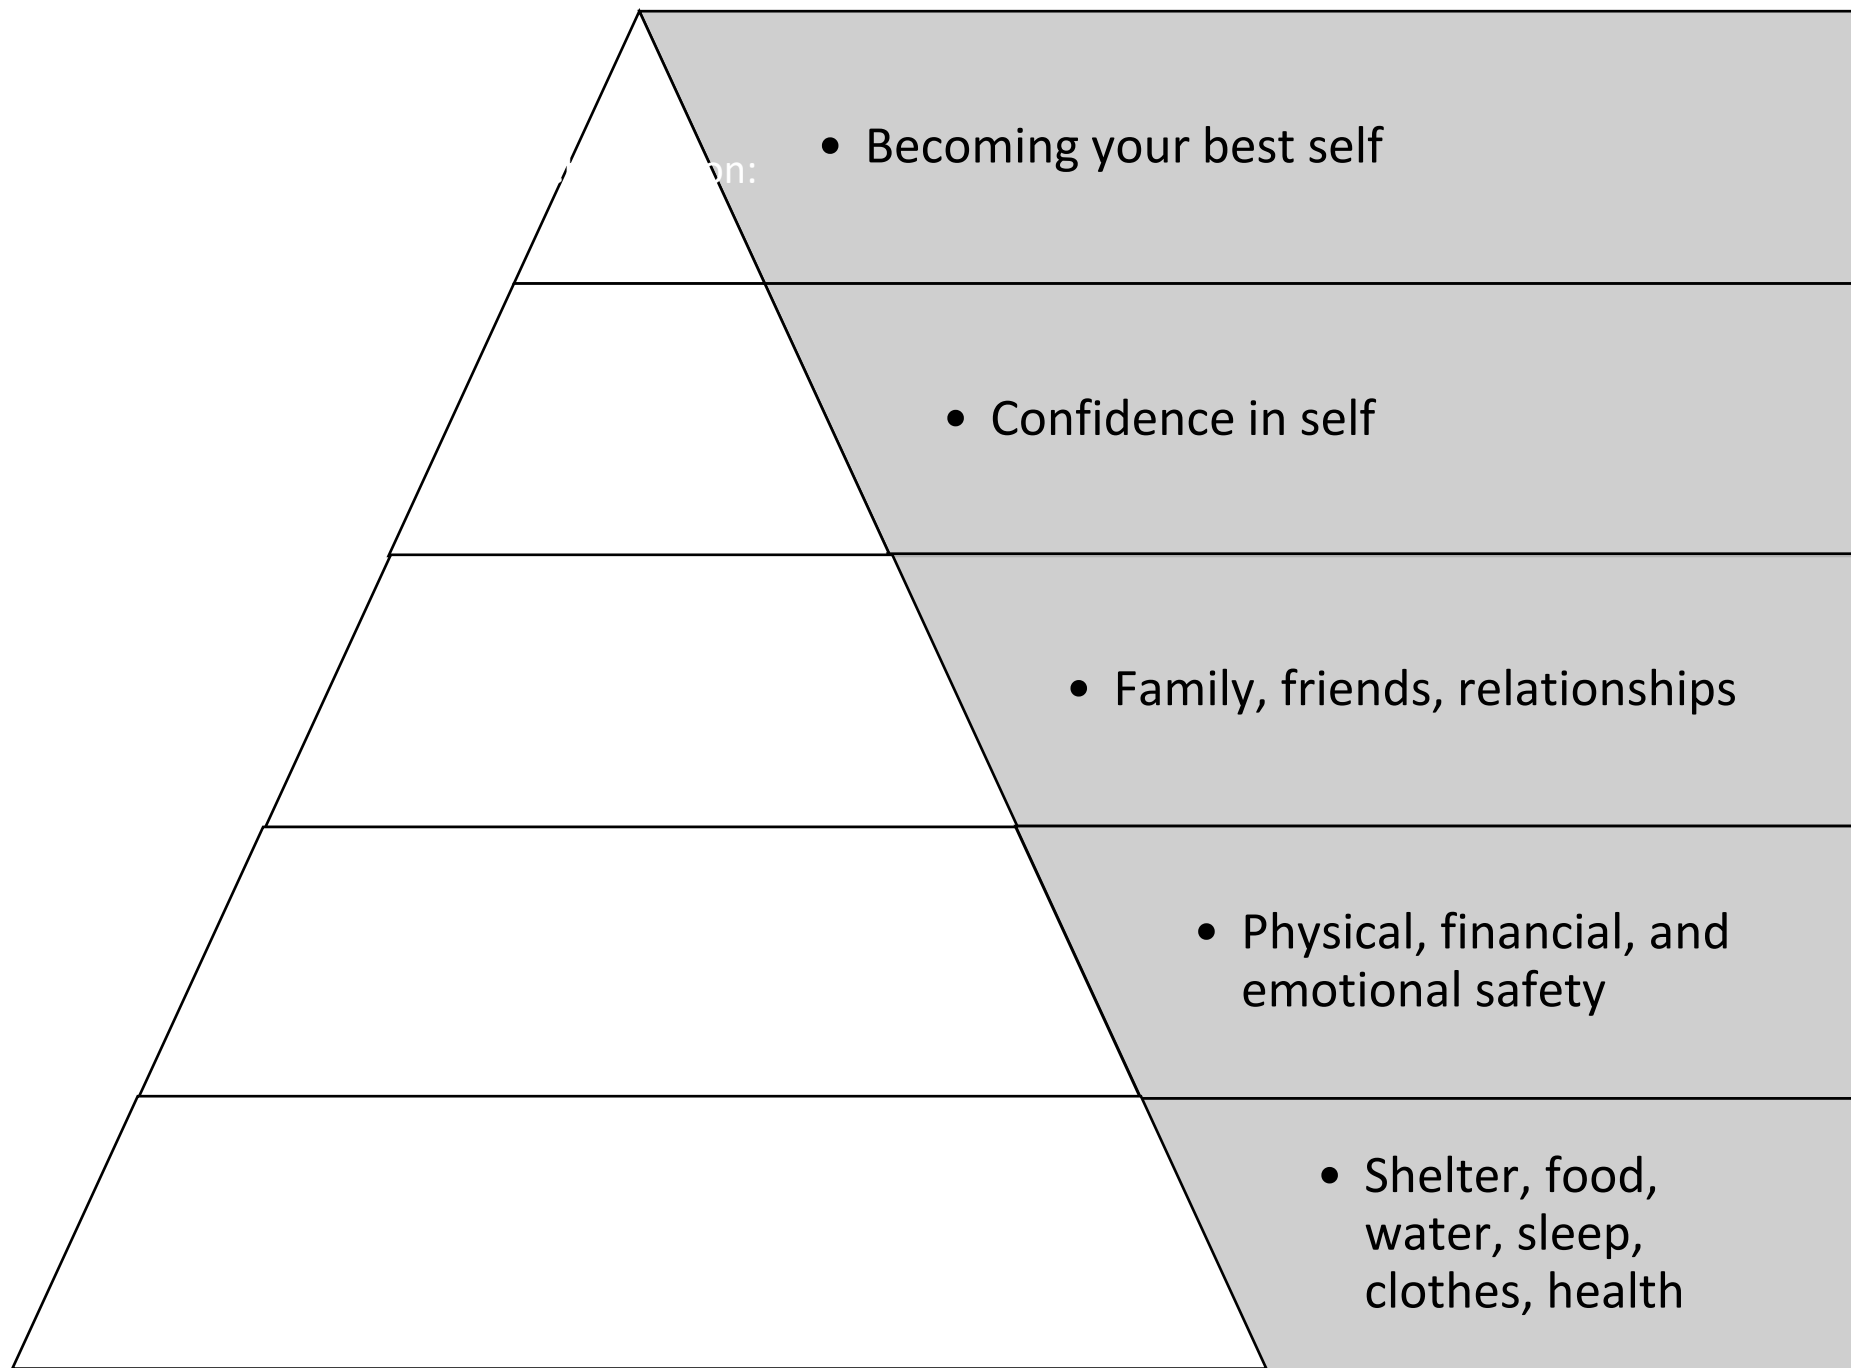 • Becoming your best self
on:
• Confidence in self
• Family, friends, relationships
• Physical, financial, and
emotional safety
• Shelter, food,
water, sleep,
clothes, health